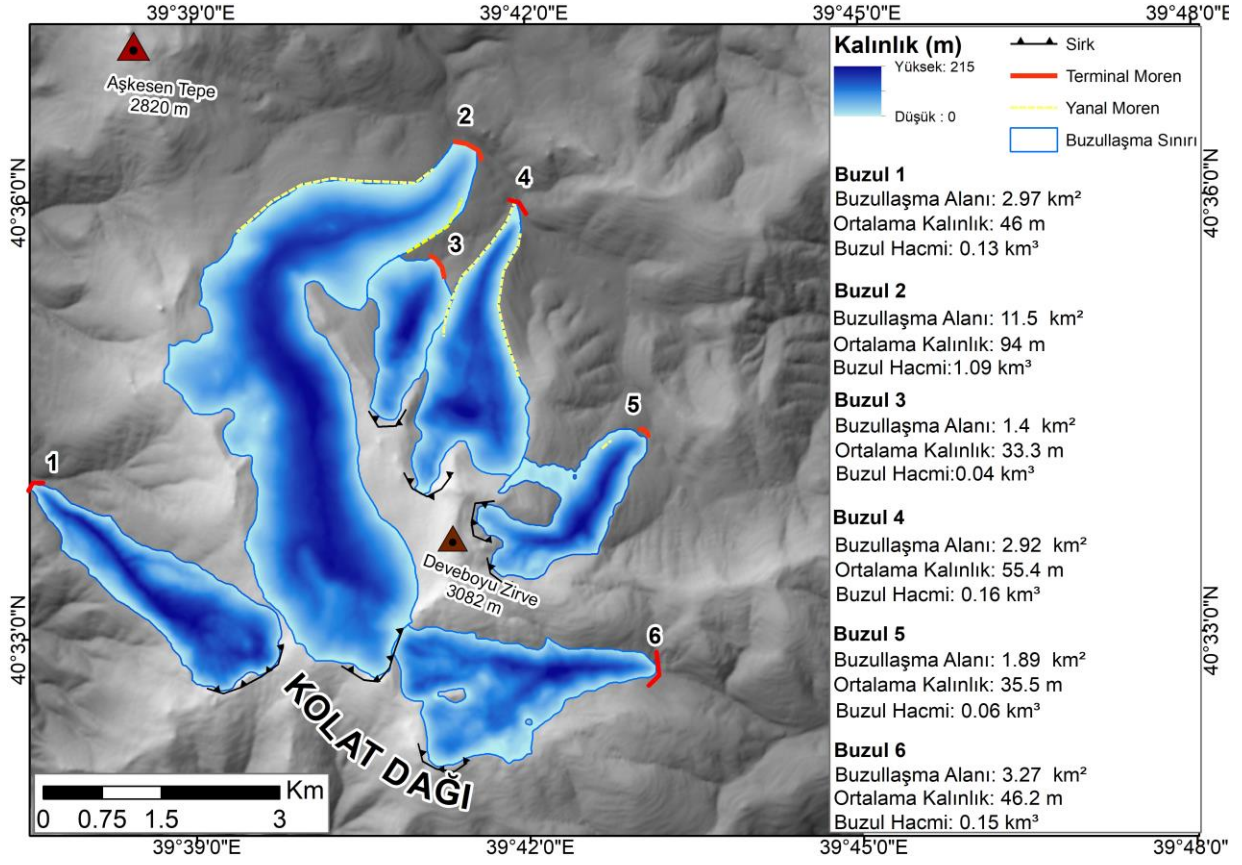 39°39'0"E 39°42'0"E 39°45'0"E 39°48'0"E
Aşkesen Tepe
2820 m
Kalınlık (m)
Yüksek: 215
Düşük : 0
Sirk
Terminal Moren
Yanal Moren
Buzullaşma Sınırı
40°36'0"N
40°36'0"N
2
4
3
5
1
6
Deveboyu Zirve
3082 m
KOLAT DAĞI
40°33'0"N
40°33'0"N
Buzul 1
Buzullaşma Alanı: 2.97 km²
Ortalama Kalınlık: 46 m
Buzul Hacmi: 0.13 km³
Buzul 2
Buzullaşma Alanı: 11.5 km²
Ortalama Kalınlık: 94 m
Buzul Hacmi:1.09 km³
Buzul 3
Buzullaşma Alanı: 1.4 km²
Ortalama Kalınlık: 33.3 m
Buzul Hacmi:0.04 km³
Buzul 4
Buzullaşma Alanı: 2.92 km²
Ortalama Kalınlık: 55.4 m
Buzul Hacmi: 0.16 km³
Buzul 5
Buzullaşma Alanı: 1.89 km²
Ortalama Kalınlık: 35.5 m
Buzul Hacmi: 0.06 km³
Buzul 6
Buzullaşma Alanı: 3.27 km²
Ortalama Kalınlık: 46.2 m
Buzul Hacmi: 0.15 km³
Km
0 0.75 1.5 3
39°39'0"E 39°42'0"E 39°45'0"E 39°48'0"E